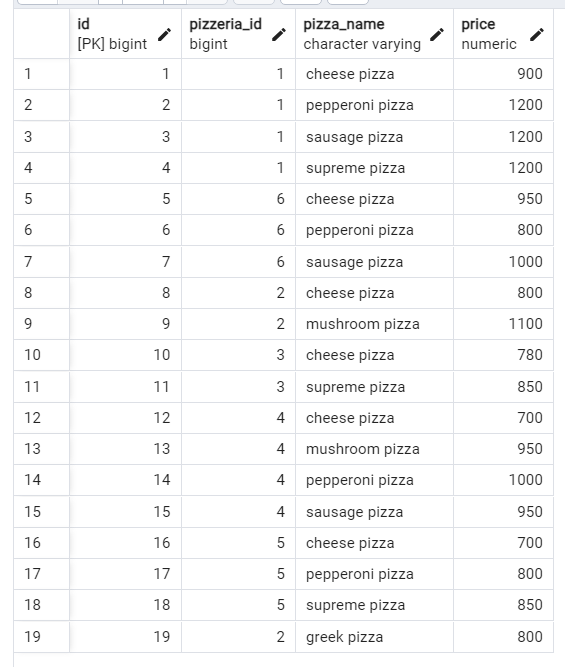 id pizzeria_id pizza_name price
[PK] bigint bigint character varying numeric
1 1 1 cheese pizza 900
2 2 1 pepperoni pizza 1200
3 3 1 sausage pizza 1200
4 4 1 supreme pizza 1200
5 5 6 cheese pizza 950
6 6 6 pepperoni pizza 800
7 7 6 sausage pizza 1000
8 8 2 cheese pizza 800
9 9 2 mushroom pizza 1100
10 10 3 cheese pizza 780
11 11 3 supreme pizza 850
12 12 4 cheese pizza 700
13 13 4 mushroom pizza 950
14 14 4 pepperoni pizza 1000
15 15 4 sausage pizza 950
16 16 5 cheese pizza 700
17 17 5 pepperoni pizza 800
18 18 5 supreme pizza 850
19 19 2 greek pizza 800